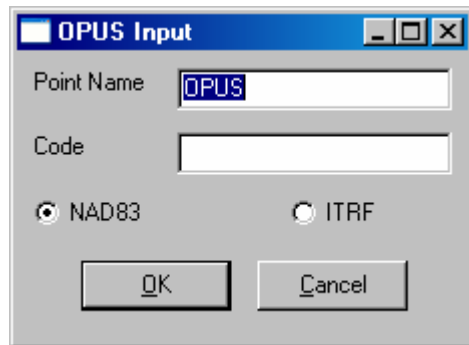 OPUS Input
Point Name OPUS
Code
NAD83 ITRF
OK Cancel